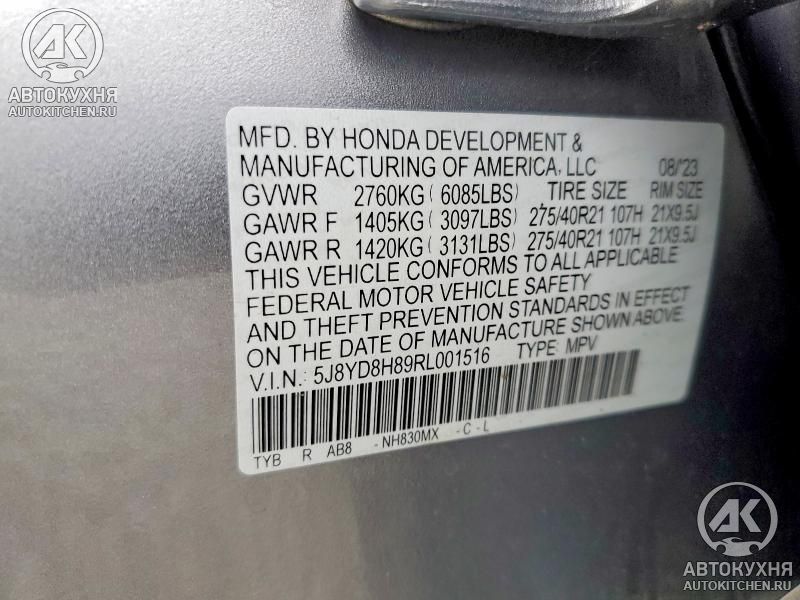 AK
АВТОКУХНЯ
AUTOKITCHEN.RU
MFD. BY HONDA DEVELOPMENT &
MANUFACTURING OF AMERICA, LLC 08/'23
GVWR 2760KG ( 6085LBS) TIRE SIZE RIM SIZE
GAWR F 1405KG ( 3097LBS) 275/40R21 107H 21X9.5J
GAWR R 1420KG ( 3131LBS) 275/40R21 107H 21X9.5J
THIS VEHICLE CONFORMS TO ALL APPLICABLE
FEDERAL MOTOR VEHICLE SAFETY
AND THEFT PREVENTION STANDARDS IN EFFECT
ON THE DATE OF MANUFACTURE SHOWN ABOVE.
V.I.N.: 5J8YD8H89RL001516 TYPE: MPV
TYB R AB8 -NH830MX -C-L
AK
АВТОКУХНЯ
AUTOKITCHEN.RU